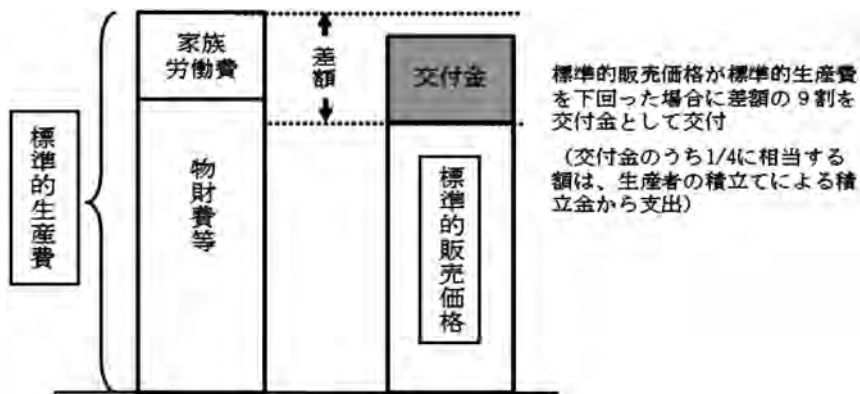 標準的生産費
家族
労働費
物財費等
差額
交付金
標準的販売価格
標準的販売価格が標準的生産費
を下回った場合に差額の９割を
交付金として交付
（交付金のうち1/4に相当する
額は、生産者の積立てによる積
立金から支出）